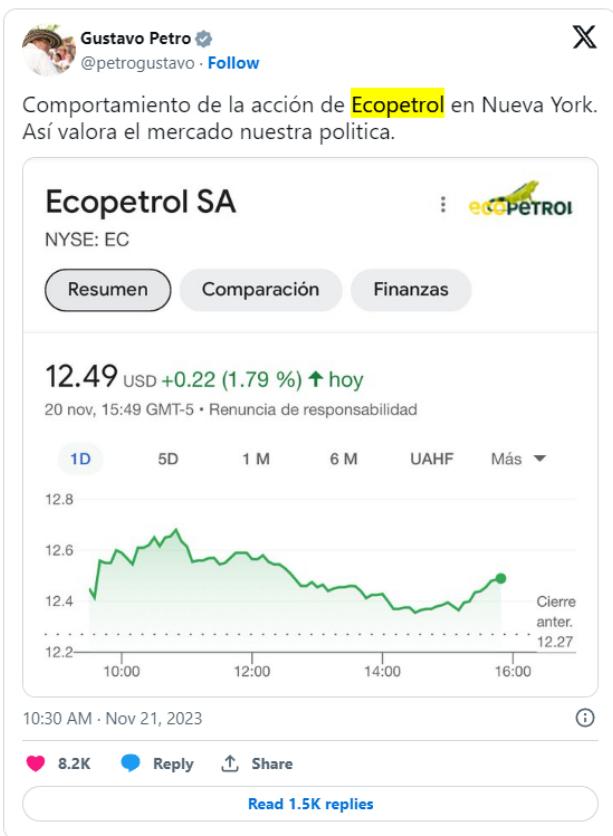 Gustavo Petro
@petrogustavo · Follow
Comportamiento de la acción de Ecopetrol en Nueva York.
Así valora el mercado nuestra politica.
Ecopetrol SA
ecoPETROL
NYSE: EC
Resumen
Comparación
Finanzas
12.49 USD +0.22 (1.79 %) ↑ hoy
20 nov, 15:49 GMT-5 • Renuncia de responsabilidad
1D 5D 1 M 6 M UAHF Más
12.8
12.6
12.4
12.2
Cierre
anter.
12.27
10:00 12:00 14:00 16:00
10:30 AM · Nov 21, 2023
8.2K Reply Share
Read 1.5K replies